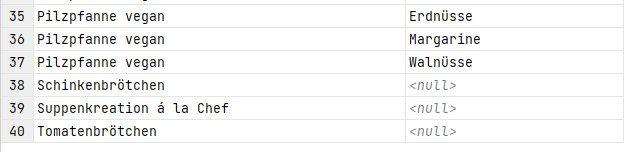 35 Pilzpfanne vegan Erdnüsse
36 Pilzpfanne vegan Margarine
37 Pilzpfanne vegan Walnüsse
38 Schinkenbrötchen <null>
39 Suppenkreation á la Chef <null>
40 Tomatenbrötchen <null>